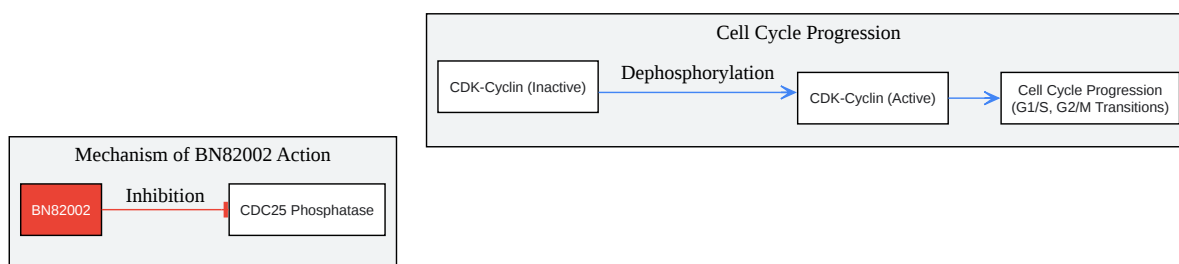 Cell Cycle Progression
CDK-Cyclin (Inactive)
Dephosphorylation
CDK-Cyclin (Active)
Cell Cycle Progression
(G1/S, G2/M Transitions)
Mechanism of BN82002 Action
BN82002
Inhibition
CDC25 Phosphatase